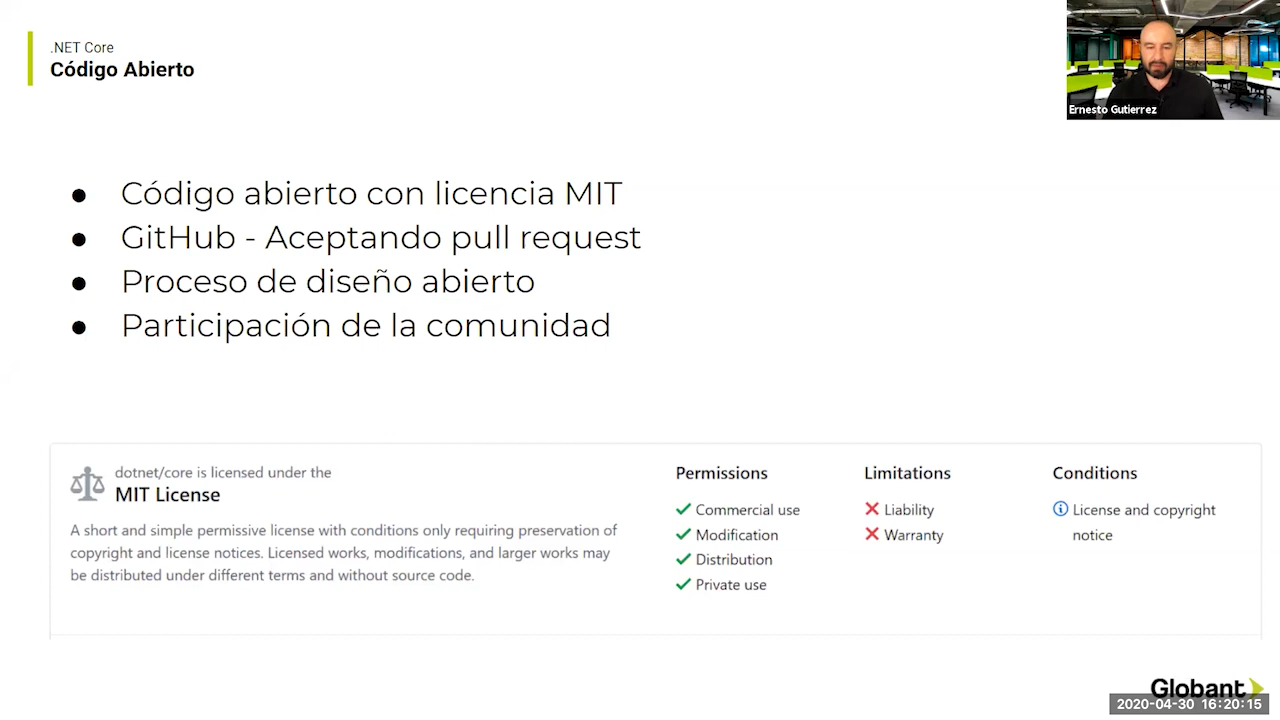 .NET Core
Código Abierto
Ernesto Gutierrez
● Código abierto con licencia MIT
● GitHub - Aceptando pull request
● Proceso de diseño abierto
● Participación de la comunidad
dotnet/core is licensed under the
MIT License
A short and simple permissive license with conditions only requiring preservation of
copyright and license notices. Licensed works, modifications, and larger works may
be distributed under different terms and without source code.
Permissions
Commercial use
Modification
Distribution
Private use
Limitations
Liability
Warranty
Conditions
License and copyright
notice
Globant
2020-04-30 16:20:15